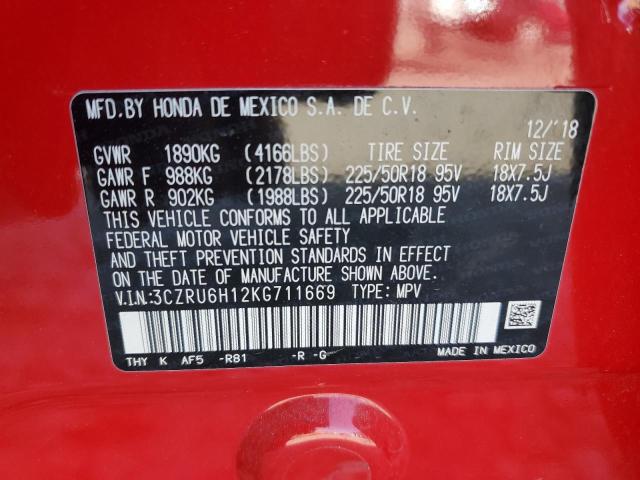 MFD.BY HONDA DE MEXICO S.A. DE C.V.
12/'18
GVWR 1890KG (4166LBS) TIRE SIZE RIM SIZE
GAWR F 988KG (2178LBS) 225/50R18 95V 18X7.5J
GAWR R 902KG (1988LBS) 225/50R18 95V 18X7.5J
THIS VEHICLE CONFORMS TO ALL APPLICABLE
FEDERAL MOTOR VEHICLE SAFETY
AND THEFT PREVENTION STANDARDS IN EFFECT
ON THE DATE OF MANUFACTURE SHOWN ABOVE.
V.I.N.:3CZRU6H12KG711669 TYPE: MPV
THY K AF5 -R81 -R -G MADE IN MEXICO